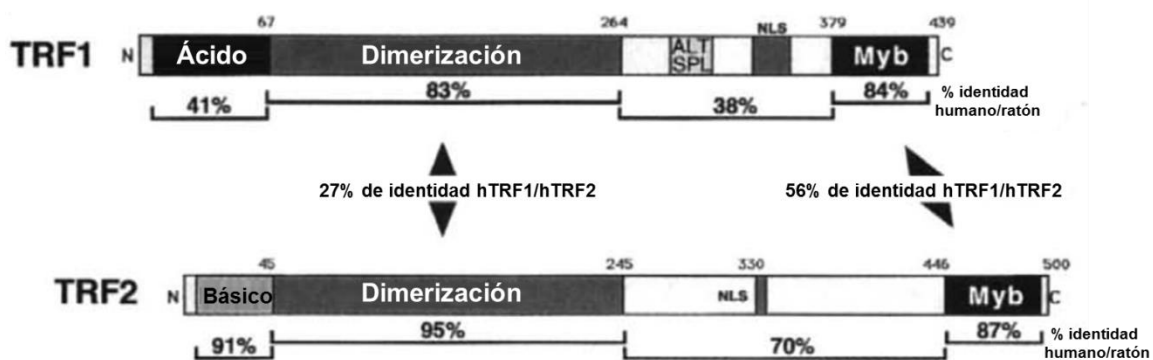 67 264 NLS 379 439
TRF1 N Ácido Dimerización ALT SPL Myb C
41% 83% 38% 84% % identidad humano/ratón
27% de identidad hTRF1/hTRF2 56% de identidad hTRF1/hTRF2
45 245 330 446 500
TRF2 N Básico Dimerización NLS Myb C
91% 95% 70% 87% % identidad humano/ratón